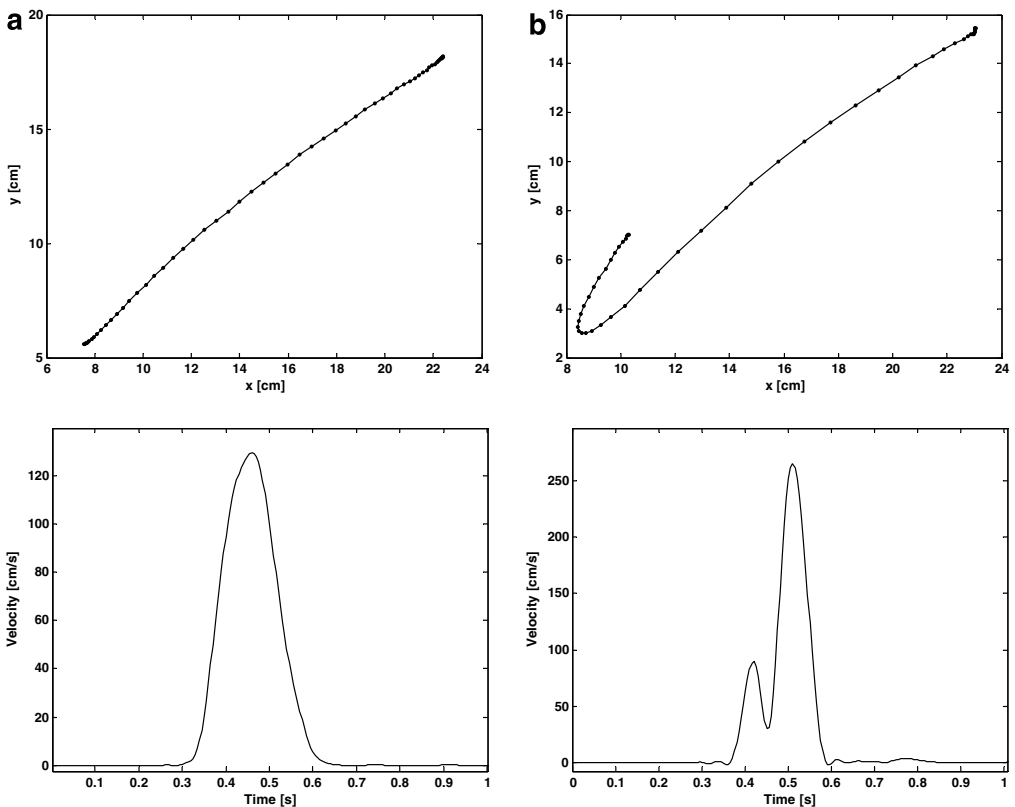 a
20
15
10
5
y [cm]
6 8 10 12 14 16 18 20 22 24
x [cm]
b
16
14
12
10
8
6
4
2
y [cm]
8 10 12 14 16 18 20 22 24
x [cm]
120
100
80
60
40
20
0
Velocity [cm/s]
0.1 0.2 0.3 0.4 0.5 0.6 0.7 0.8 0.9 1
Time [s]
250
200
150
100
50
0
Velocity [cm/s]
0 0.1 0.2 0.3 0.4 0.5 0.6 0.7 0.8 0.9 1
Time [s]